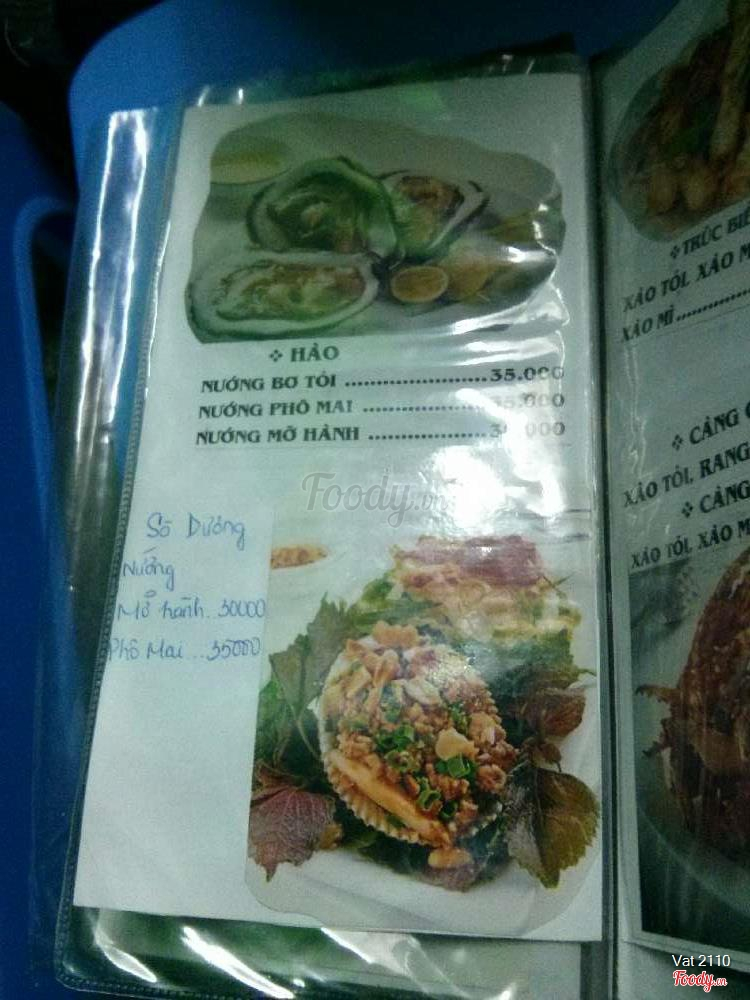 ❖ HÀO
NƯỚNG BƠ TỎI ........................ 35.000
NƯỚNG PHÔ MAI .................... 35.000
NƯỚNG MỠ HÀNH ....................
Foody.vn
Sò Dương
Nướng
Mỡ hành .. 30000
Phô Mai ... 35000
❖ TRÚC
XÀO TỎI, XÀO
XÀO MÌ
❖ CÀNG
XÀO TỎI, RANG
❖ CÀNG
XÀO TỎI, XÀO
Vat 2110
Foody.vn